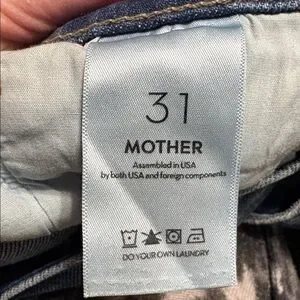 31
MOTHER
Assembled in USA
by both USA and foreign components
DO YOUR OWN LAUNDRY